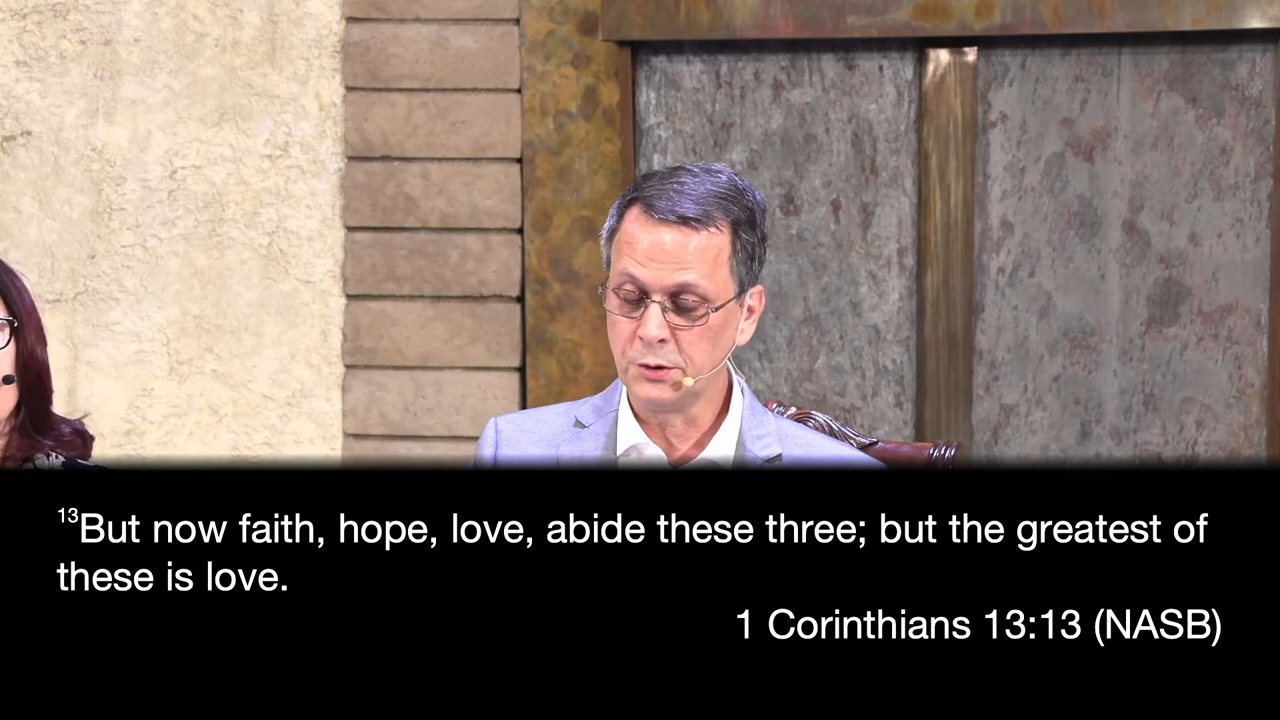 ¹³But now faith, hope, love, abide these three; but the greatest of
these is love.
1 Corinthians 13:13 (NASB)